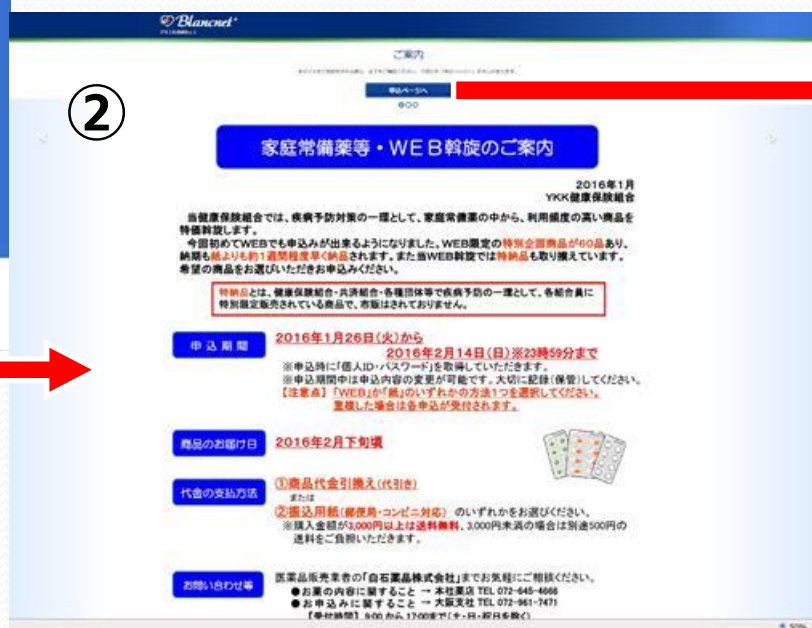 Blancnet+
ご案内
申込ページへ
②
家庭常備薬等・WEB斡旋のご案内
2016年1月
YKK健康保険組合
当健康保険組合では、疾病予防対策の一環として、家庭常備薬の中から、利用頻度の高い商品を
特価斡旋します。
今回初めてWEBでも申込みが出来るようになりました。WEB限定の特別企画商品が60品あり、
納期も紙よりも約1週間程度早く納品されます。また当WEB斡旋では特納品も取り揃えています。
希望の商品をお選びいただきお申込みください。
特納品とは、健康保険組合・共済組合・各種団体等で疾病予防の一環として、各組合員に
特別限定販売されている商品で、市販はされておりません。
申込期間
2016年1月26日(火)から
2016年2月14日(日)※23時59分まで
※申込時に「個人ID・パスワード」を取得していただきます。
※申込期間中は申込内容の変更が可能です。大切に記録(保管)してください。
【注意点】「WEB」か「紙」のいずれかの方法1つを選択してください。
重複した場合は各申込が受付されます。
商品のお届け日
2016年2月下旬頃
代金の支払方法
①商品代金引換え(代引き)
または
②振込用紙(郵便局・コンビニ対応) のいずれかをお選びください。
※購入金額が3,000円以上は送料無料、3,000円未満の場合は別途500円の
送料をご負担いただきます。
お問い合わせ等
医薬品販売業者の「白石薬品株式会社」までお気軽にご相談ください。
●お薬の内容に関すること → 本社薬店 TEL 072-645-4666
●お申込みに関すること → 大阪支社 TEL 072-961-7471
【受付時間】 9:00 から 17:00まで(土・日・祝日を除く)
50%